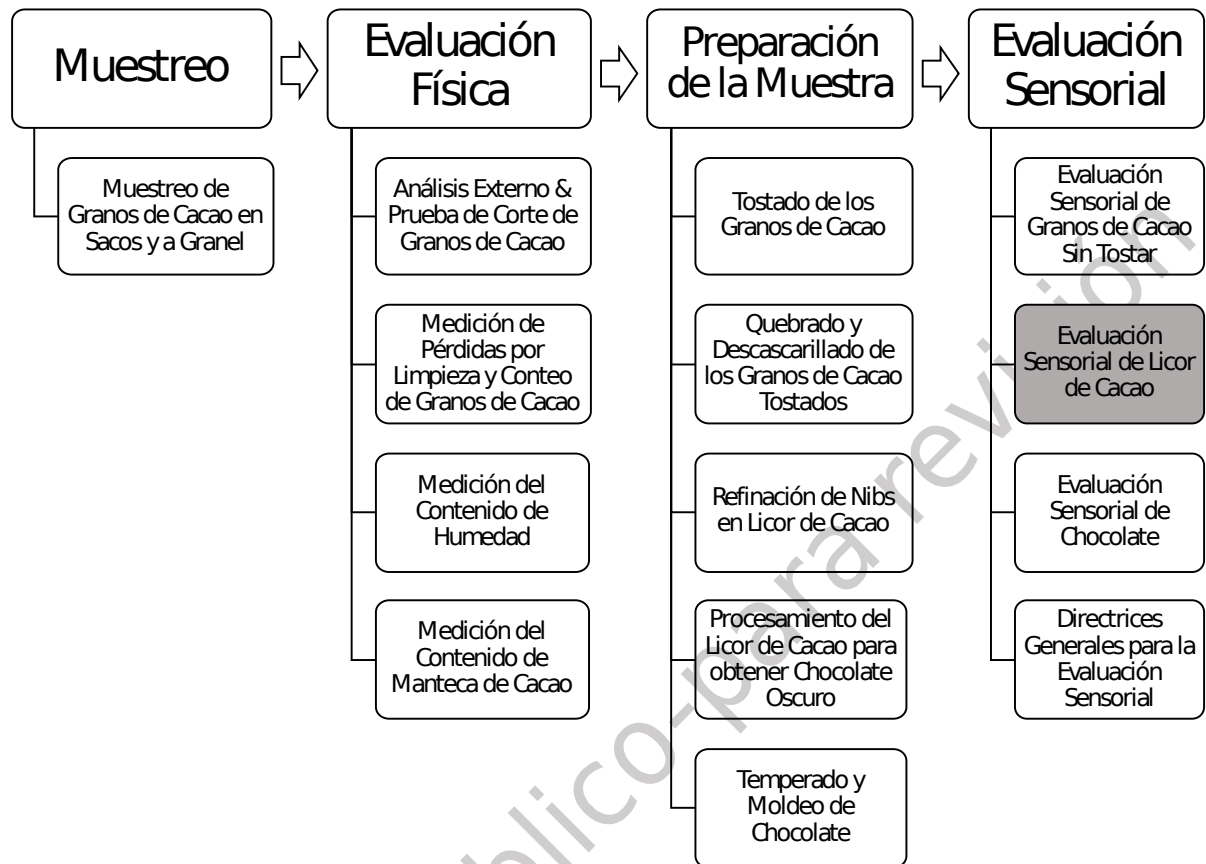 Muestreo
Muestreo de
Granos de Cacao en
Sacos y a Granel
Evaluación
Física
Análisis Externo &
Prueba de Corte de
Granos de Cacao
Medición de
Pérdidas por
Limpieza y Conteo
de Granos de Cacao
Medición del
Contenido de
Humedad
Medición del
Contenido de
Manteca de Cacao
Preparación
de la Muestra
Tostado de los
Granos de Cacao
Quebrado y
Descascarillado de
los Granos de Cacao
Tostados
Refinación de Nibs
en Licor de Cacao
Procesamiento del
Licor de Cacao para
obtener Chocolate
Oscuro
Temperado y
Moldeo de
Chocolate
Evaluación
Sensorial
Evaluación
Sensorial de
Granos de Cacao
Sin Tostar
Evaluación
Sensorial de Licor
de Cacao
Evaluación
Sensorial de
Chocolate
Directrices
Generales para la
Evaluación
Sensorial
para revisión